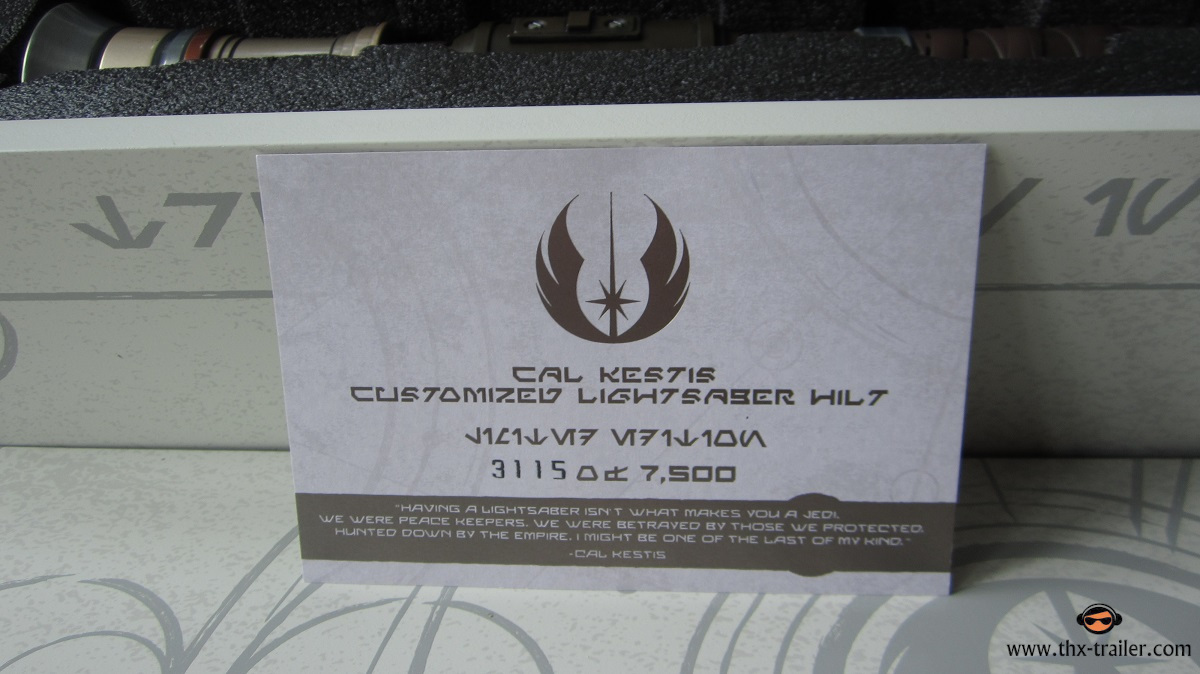 CAL KESTIS
CUSTOMIZED LIGHTSABER HILT
3115 7,500
"HAVING A LIGHTSABER ISN'T WHAT MAKES YOU A JEDI.
WE WERE PEACE KEEPERS. WE WERE BETRAYED BY THOSE WE PROTECTED.
HUNTED DOWN BY THE EMPIRE. I MIGHT BE ONE OF THE LAST OF MY KIND."
-CAL KESTIS
www.thx-trailer.com